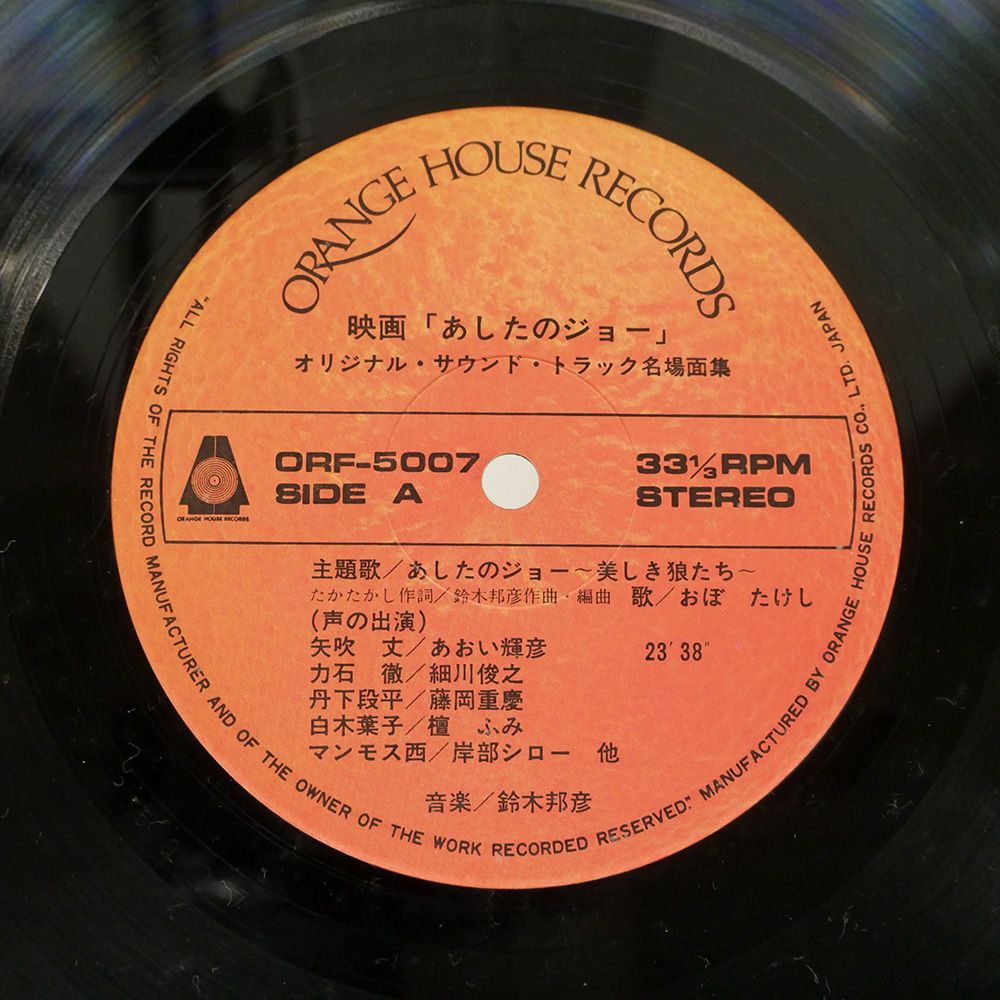 ORANGE HOUSE RECORDS
映画「あしたのジョー」
オリジナル・サウンド・トラック名場面集
ORANGE HOUSE RECORDS
ORF-5007
SIDE A
33 1/3 RPM
STEREO
主題歌／あしたのジョー～美しき狼たち～
たかたかし作詞／鈴木邦彦作曲・編曲 歌／おぼ たけし
(声の出演)
矢吹 丈／あおい輝彦 23′38″
力石 徹／細川俊之
丹下段平／藤岡重慶
白木葉子／檀 ふみ
マンモス西／岸部シロー 他
音楽／鈴木邦彦
"ALL RIGHTS OF THE RECORD MANUFACTURER AND OF THE OWNER OF THE WORK RECORDED RESERVED." MANUFACTURED BY ORANGE HOUSE RECORDS CO., LTD. JAPAN